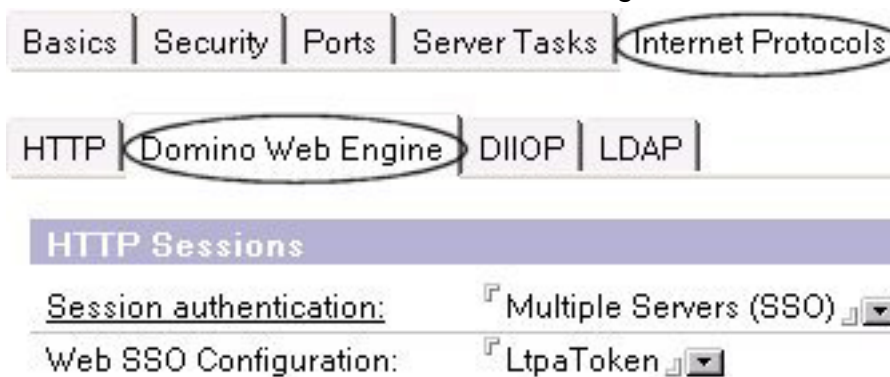 Basics Security Ports Server Tasks Internet Protocols
HTTP Domino Web Engine DIIOP LDAP
HTTP Sessions
Session authentication: Multiple Servers (SSO)
Web SSO Configuration: LtpaToken